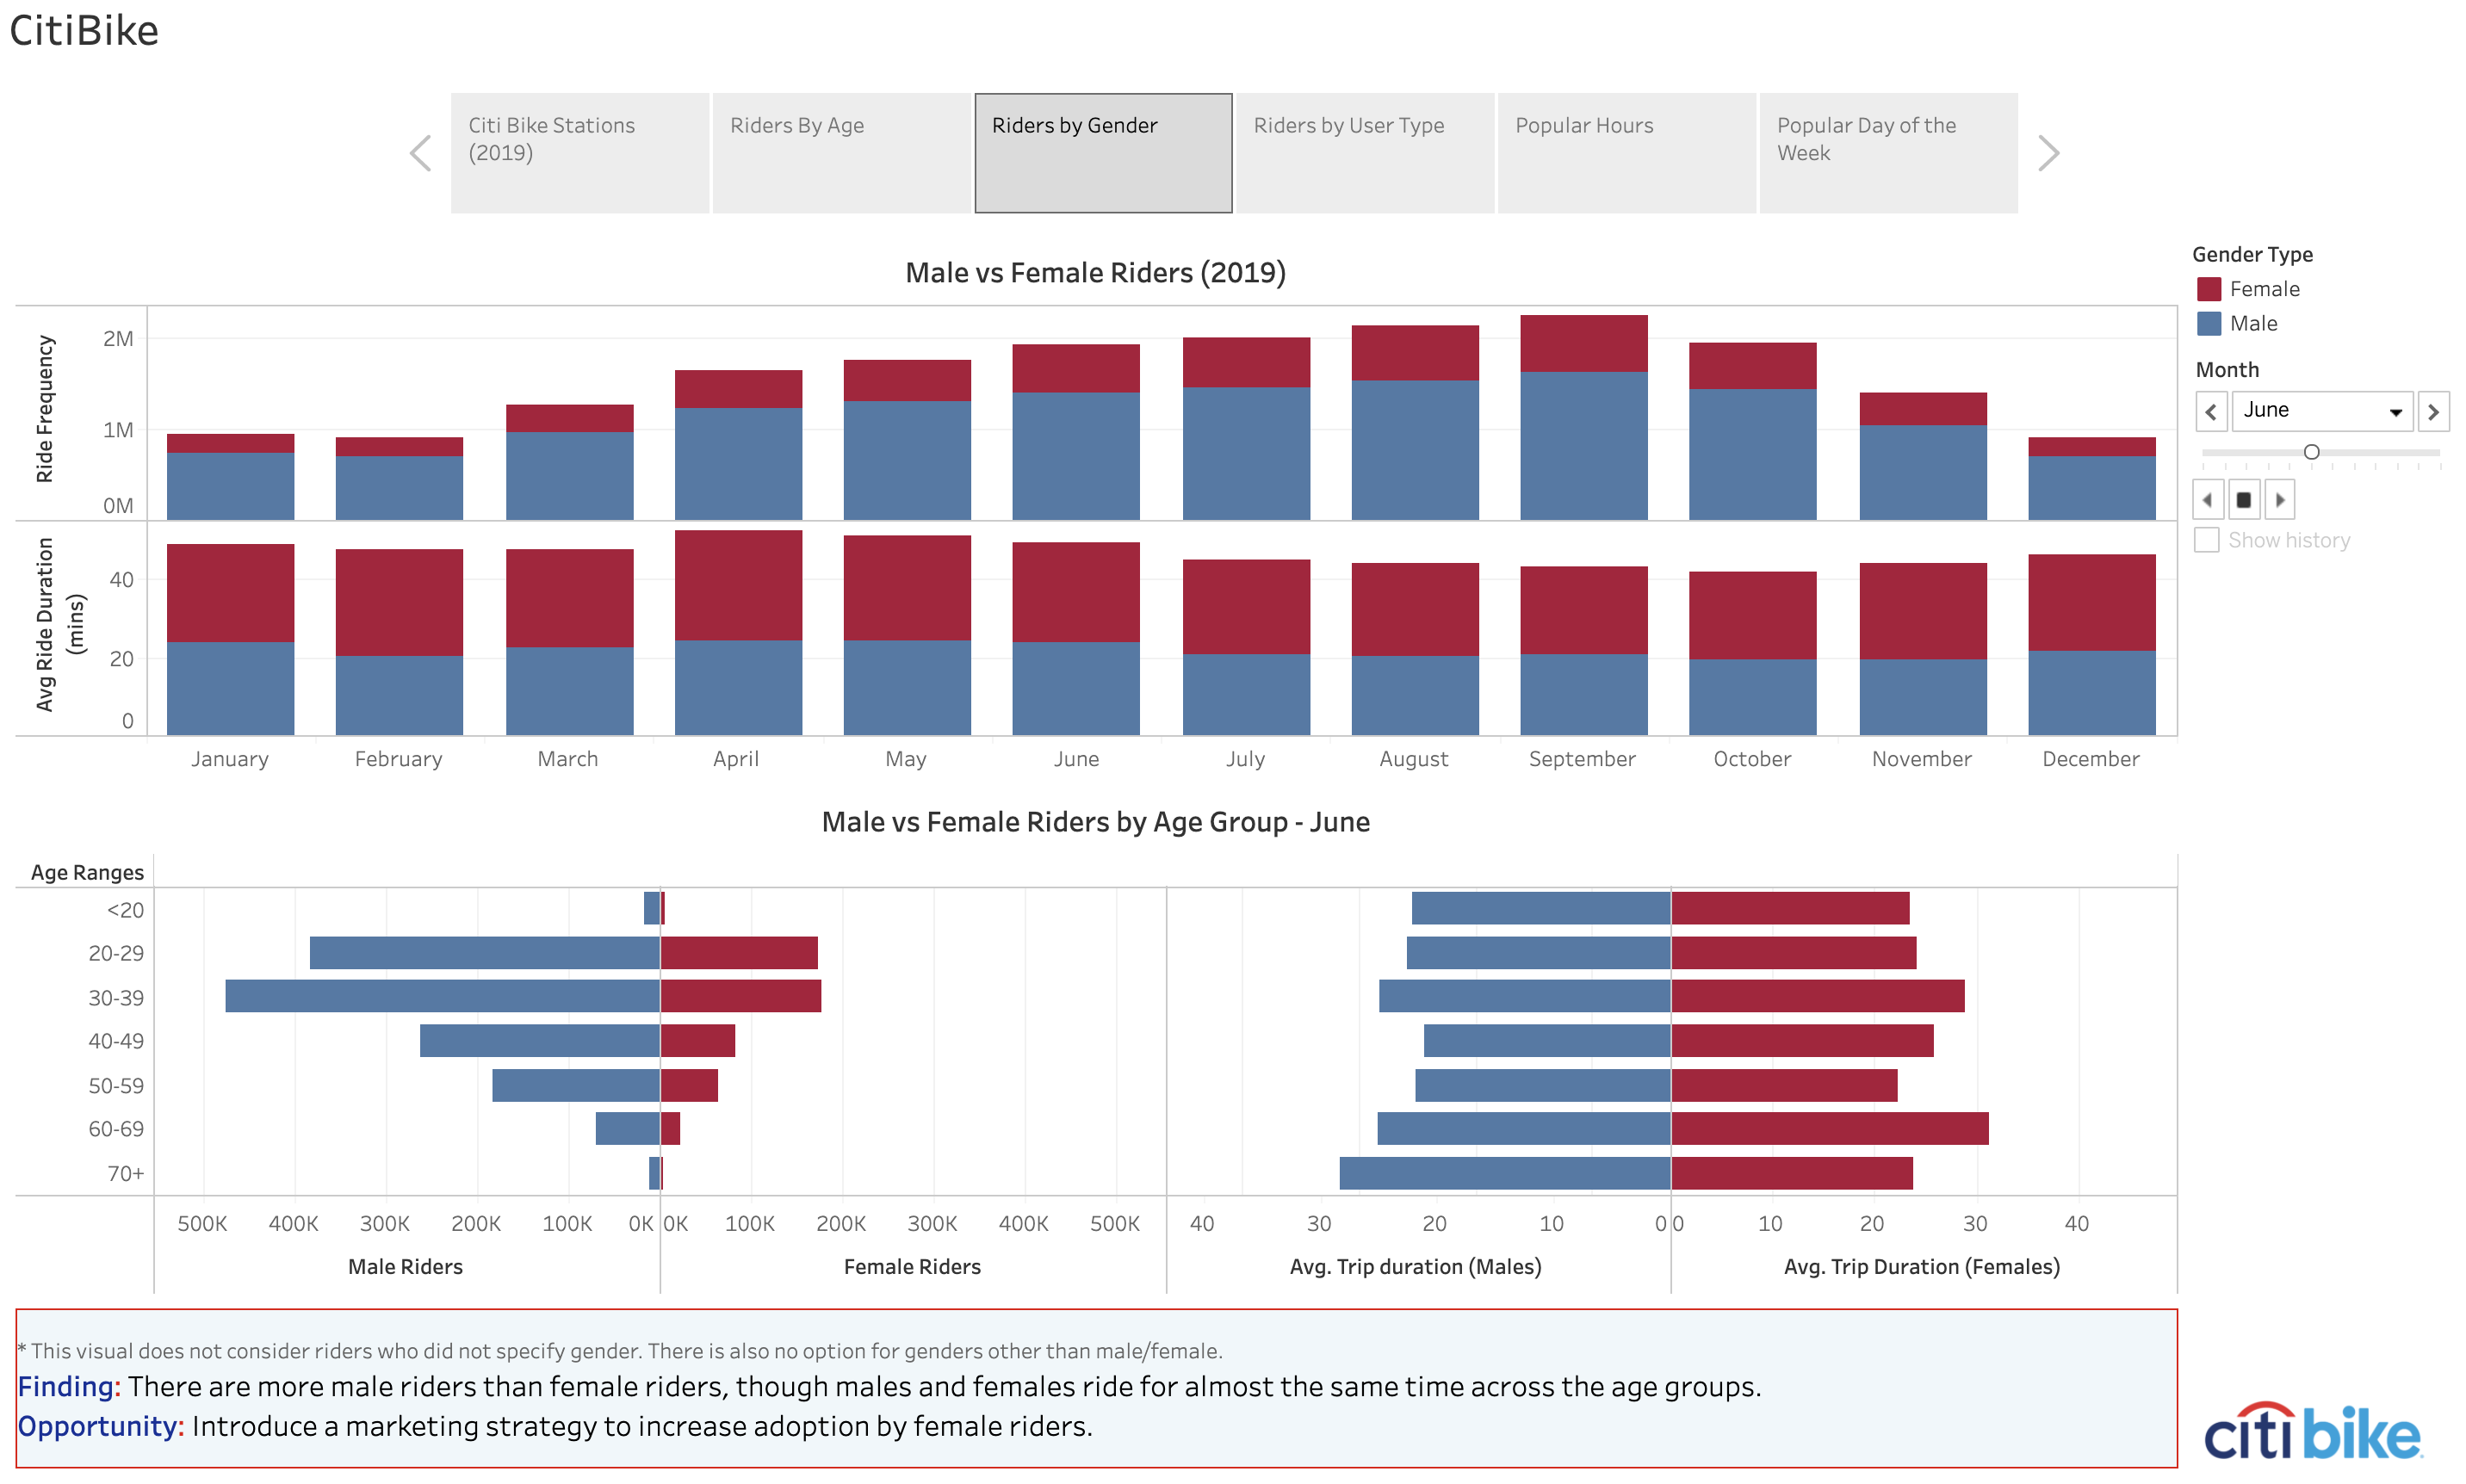 CitiBike
Citi Bike Stations
(2019)
Riders By Age
Riders by Gender
Riders by User Type
Popular Hours
Popular Day of the
Week
Male vs Female Riders (2019)
Gender Type
Female
Male
Month
June
Show history
Ride Frequency
2M
1M
0M
Avg Ride Duration
(mins)
40
20
0
January February March April May June July August September October November December
Male vs Female Riders by Age Group - June
Age Ranges
<20
20-29
30-39
40-49
50-59
60-69
70+
500K 400K 300K 200K 100K 0K 0K 100K 200K 300K 400K 500K 40 30 20 10 0 0 10 20 30 40
Male Riders Female Riders Avg. Trip duration (Males) Avg. Trip Duration (Females)
* This visual does not consider riders who did not specify gender. There is also no option for genders other than male/female.
Finding: There are more male riders than female riders, though males and females ride for almost the same time across the age groups.
Opportunity: Introduce a marketing strategy to increase adoption by female riders.
citi bike